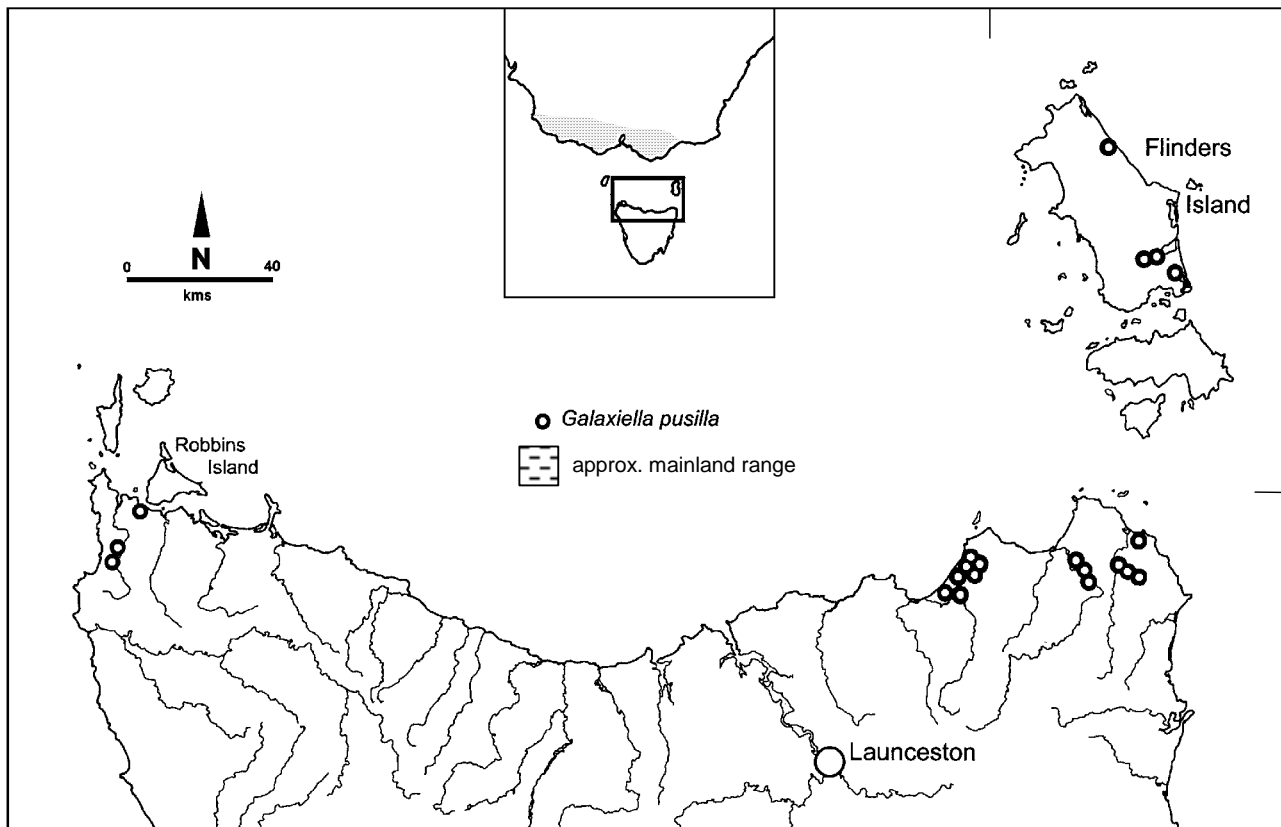 Flinders
Island
N
0 40
kms
Galaxiella pusilla
approx. mainland range
Robbins
Island
Launceston